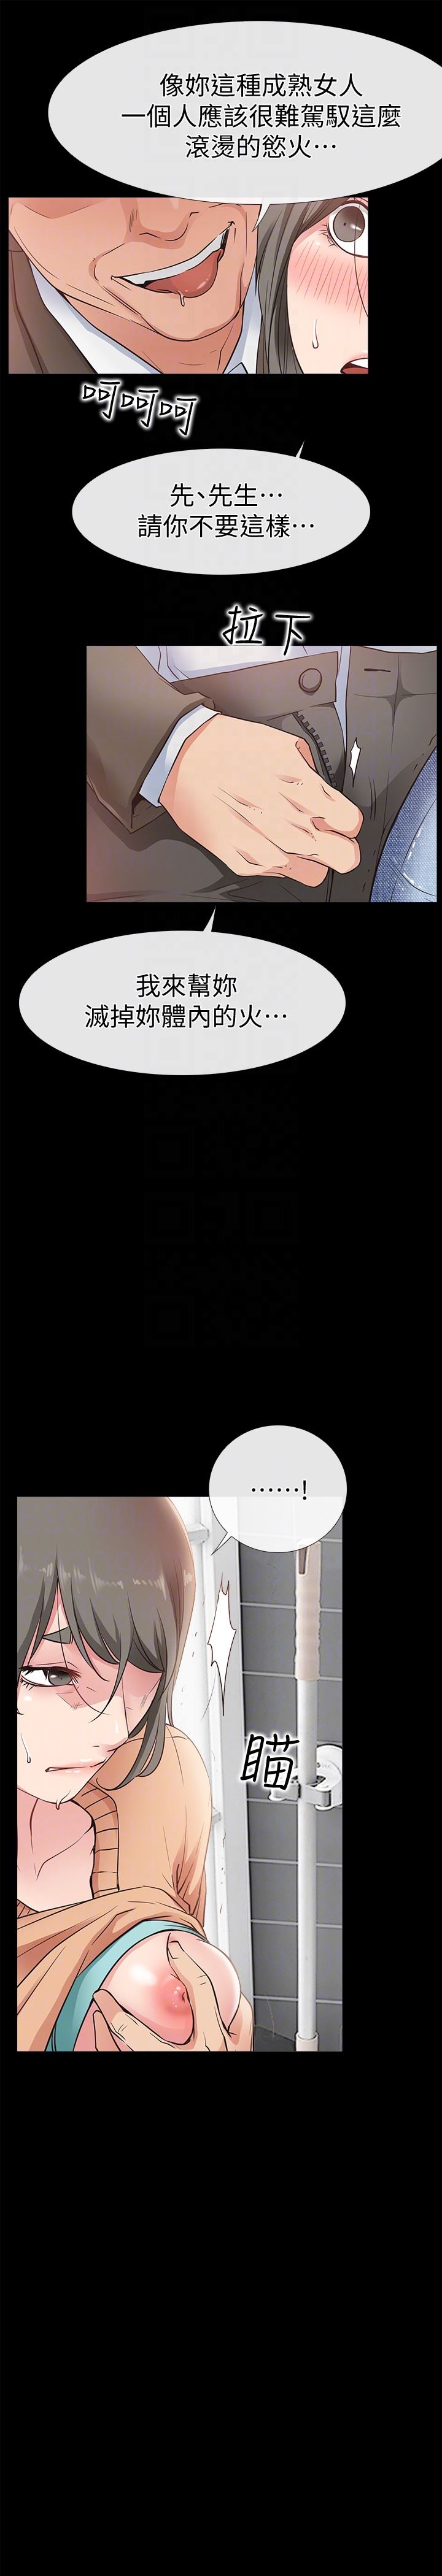 像妳這種成熟女人
一個人應該很難駕馭這麼
滾燙的慾火⋯
呵呵呵
先、先生⋯
請你不要這樣⋯
拉下
我來幫妳
滅掉妳體內的火⋯
⋯⋯!
瞄